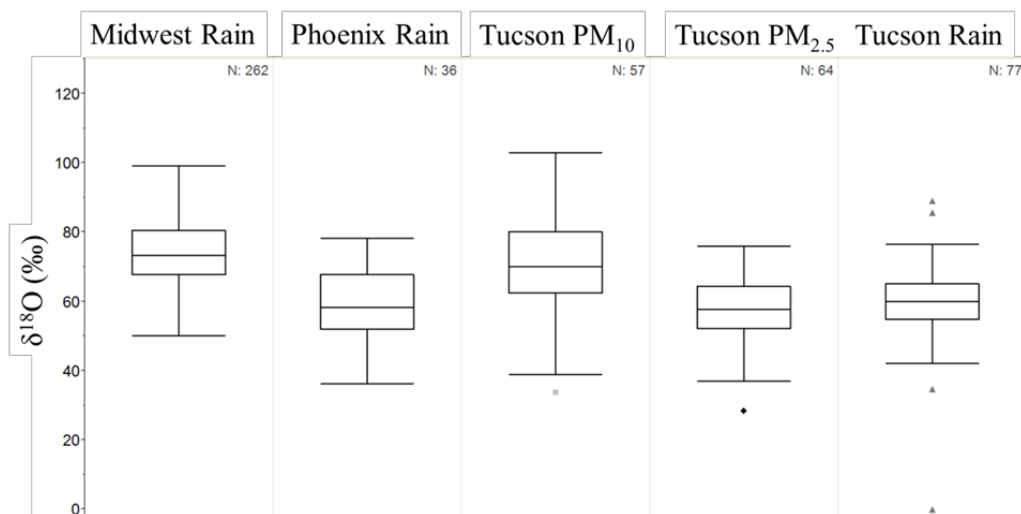 Midwest Rain Phoenix Rain Tucson PM₁₀ Tucson PM₂.₅ Tucson Rain
N: 262 N: 36 N: 57 N: 64 N: 77
δ¹⁸O (‰)
120
100
80
60
40
20
0